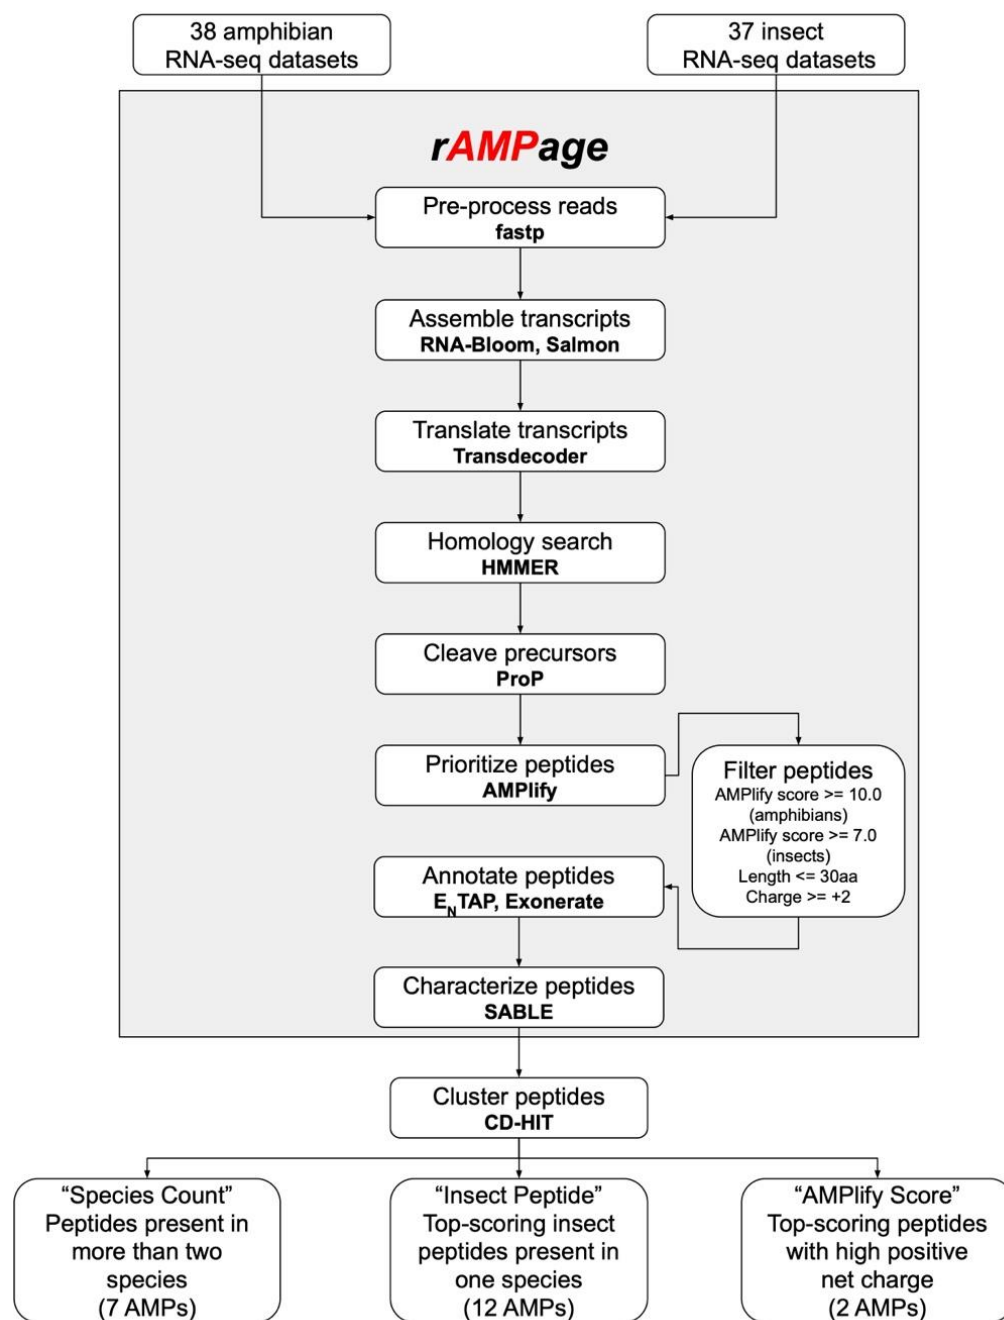 38 amphibian
RNA-seq datasets
37 insect
RNA-seq datasets
rAMPage
Pre-process reads
fastp
Assemble transcripts
RNA-Bloom, Salmon
Translate transcripts
Transdecoder
Homology search
HMMER
Cleave precursors
ProP
Prioritize peptides
AMPlify
Filter peptides
AMPlify score >= 10.0
(amphibians)
AMPlify score >= 7.0
(insects)
Length <= 30aa
Charge >= +2
Annotate peptides
ENTAP, Exonerate
Characterize peptides
SABLE
Cluster peptides
CD-HIT
“Species Count”
Peptides present in
more than two
species
(7 AMPs)
“Insect Peptide”
Top-scoring insect
peptides present in
one species
(12 AMPs)
“AMPlify Score”
Top-scoring peptides
with high positive
net charge
(2 AMPs)